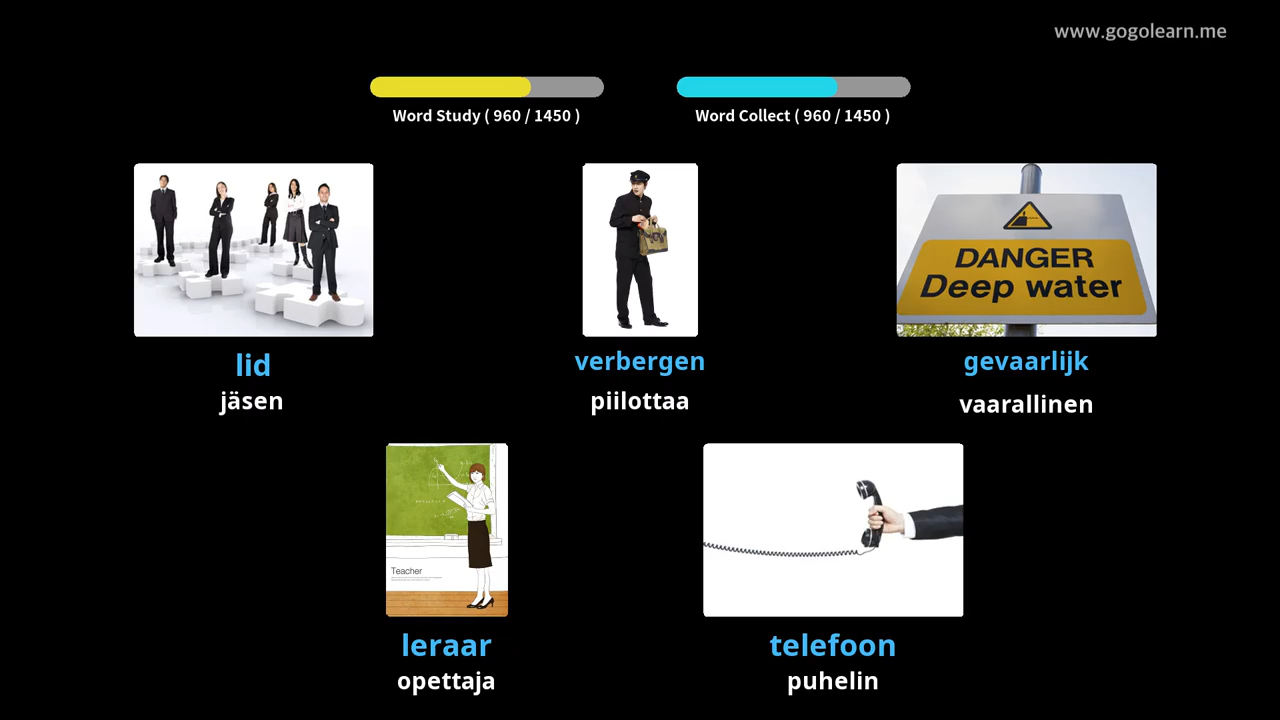 www.gogolearn.me
Word Study ( 960 / 1450 )
Word Collect ( 960 / 1450 )
DANGER
Deep water
lid
jäsen
verbergen
piilottaa
gevaarlijk
vaarallinen
Teacher
leraar
opettaja
telefoon
puhelin